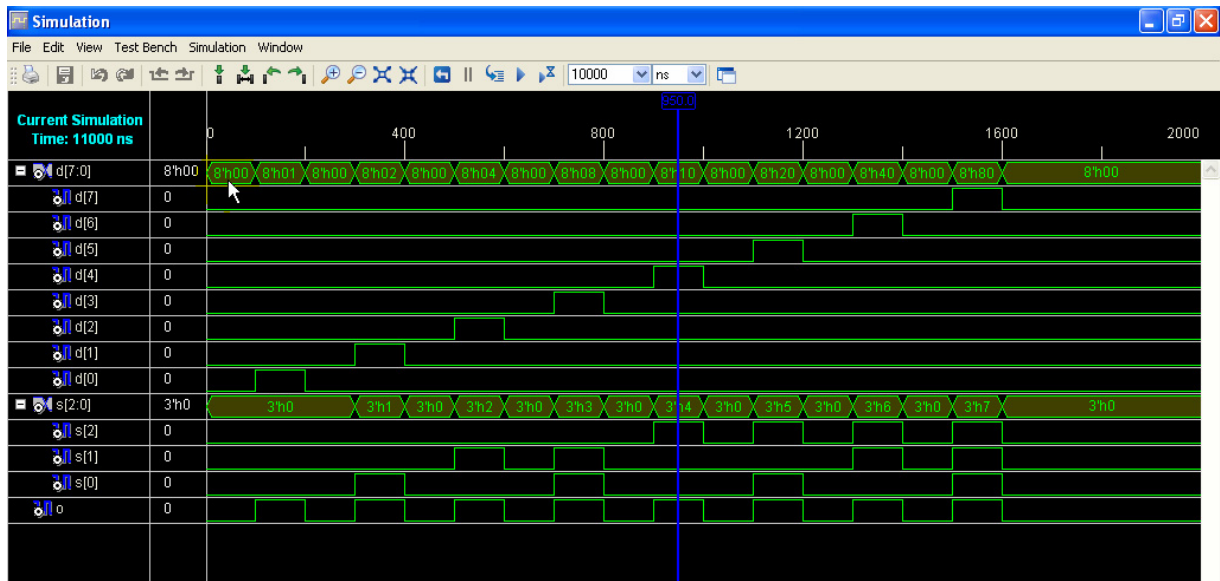 Simulation
File Edit View Test Bench Simulation Window
10000 ns
Current Simulation
Time: 11000 ns
0 400 800 1200 1600 2000
d[7:0] 8'h00 8'h00 8'h01 8'h00 8'h02 8'h00 8'h04 8'h00 8'h08 8'h00 8'h10 8'h00 8'h20 8'h00 8'h40 8'h00 8'h80 8'h00
d[7] 0
d[6] 0
d[5] 0
d[4] 0
d[3] 0
d[2] 0
d[1] 0
d[0] 0
s[2:0] 3'h0 3'h0 3'h1 3'h0 3'h2 3'h0 3'h3 3'h0 3'h4 3'h0 3'h5 3'h0 3'h6 3'h0 3'h7 3'h0
s[2] 0
s[1] 0
s[0] 0
o 0